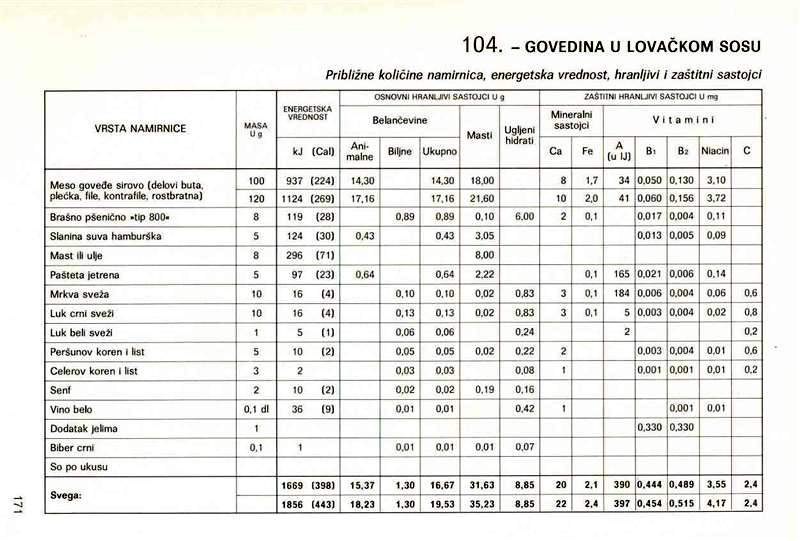 104. – GOVEDINA U LOVAČKOM SOSU
Približne količine namirnica, energetska vrednost, hranljivi i zaštitni sastojci
VRSTA NAMIRNICE MASA U g ENERGETSKA VREDNOST OSNOVNI HRANLJIVI SASTOJCI U g ZAŠTITNI HRANLJIVI SASTOJCI U mg
Belančevine Masti Ugljeni hidrati Mineralni sastojci Vitamini
kJ (Cal) Ani-malne Biljne Ukupno Ca Fe A (u IJ) B1 B2 Niacin C
Meso goveđe sirovo (delovi buta, 100 937 (224) 14,30 14,30 18,00 8 1,7 34 0,050 0,130 3,10
plećka, file, kontrafile, rostbratna) 120 1124 (269) 17,16 17,16 21,60 10 2,0 41 0,060 0,156 3,72
Brašno pšenično »tip 800« 8 119 (28) 0,89 0,89 0,10 6,00 2 0,1 0,017 0,004 0,11
Slanina suva hamburška 5 124 (30) 0,43 0,43 3,05 0,013 0,005 0,09
Mast ili ulje 8 296 (71) 8,00
Pašteta jetrena 5 97 (23) 0,64 0,64 2,22 0,1 165 0,021 0,006 0,14
Mrkva sveža 10 16 (4) 0,10 0,10 0,02 0,83 3 0,1 184 0,006 0,004 0,06 0,6
Luk crni sveži 10 16 (4) 0,13 0,13 0,02 0,83 3 0,1 5 0,003 0,004 0,02 0,8
Luk beli sveži 1 5 (1) 0,06 0,06 0,24 2 0,2
Peršunov koren i list 5 10 (2) 0,05 0,05 0,02 0,22 2 0,003 0,004 0,01 0,6
Celerov koren i list 3 2 0,03 0,03 0,08 1 0,001 0,001 0,01 0,2
Senf 2 10 (2) 0,02 0,02 0,19 0,16
Vino belo 0,1 dl 36 (9) 0,01 0,01 0,42 1 0,001 0,01
Dodatak jelima 1 0,330 0,330
Biber crni 0,1 1 0,01 0,01 0,01 0,07
So po ukusu
Svega: 1669 (398) 15,37 1,30 16,67 31,63 8,85 20 2,1 390 0,444 0,489 3,55 2,4
1856 (443) 18,23 1,30 19,53 35,23 8,85 22 2,4 397 0,454 0,515 4,17 2,4
171